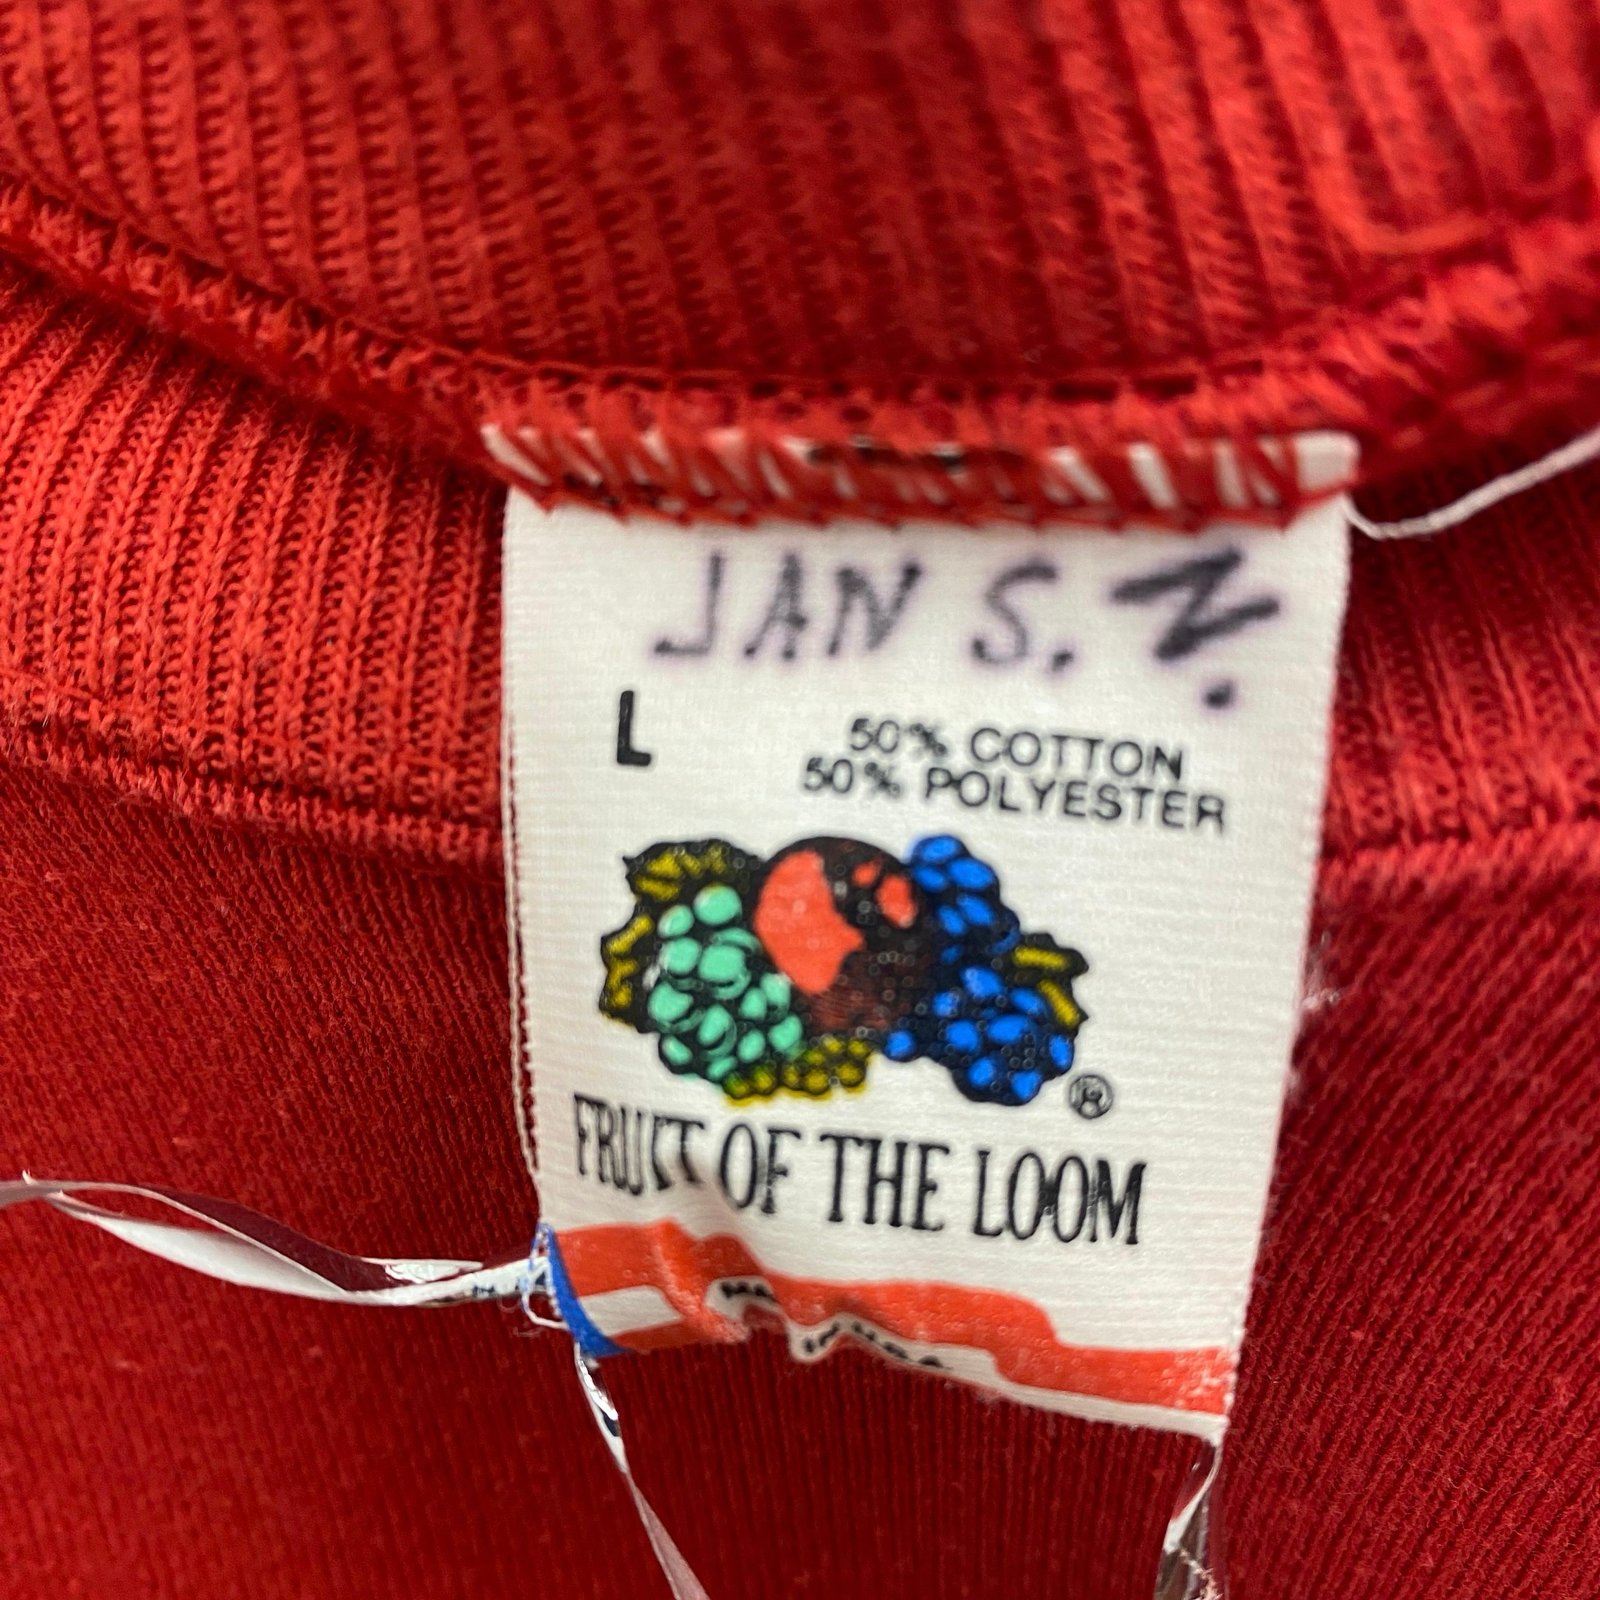 JAN S. N.
L
50% COTTON
50% POLYESTER
®
FRUIT OF THE LOOM